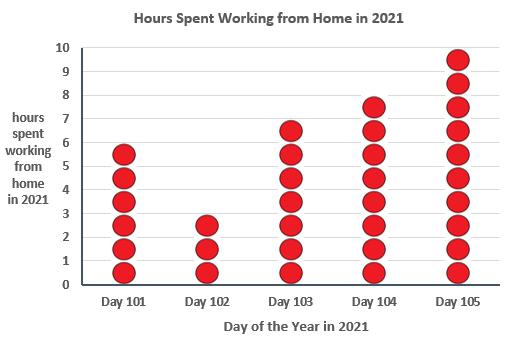 Hours Spent Working from Home in 2021
10
9
8
7
6
5
4
3
2
1
0
hours
spent
working
from
home
in 2021
Day 101 Day 102 Day 103 Day 104 Day 105
Day of the Year in 2021